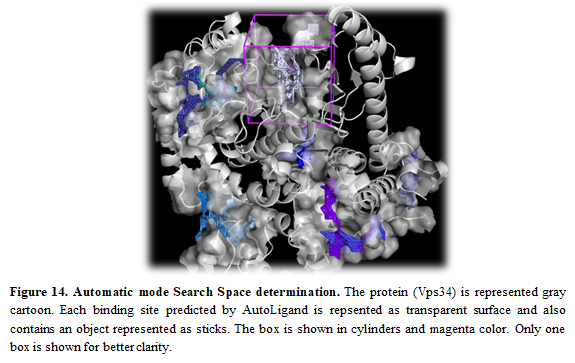 Figure 14. Automatic mode Search Space determination. The protein (Vps34) is represented gray
cartoon. Each binding site predicted by AutoLigand is repsented as transparent surface and also
contains an object represented as sticks. The box is shown in cylinders and magenta color. Only one
box is shown for better clarity.